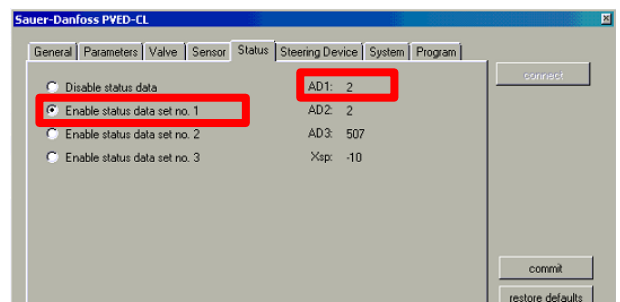 Sauer-Danfoss PVED-CL
General Parameters Valve Sensor Status Steering Device System Program
connect
Disable status data AD1: 2
Enable status data set no. 1 AD2: 2
Enable status data set no. 2 AD3: 507
Enable status data set no. 3 Xsp: -10
commit
restore defaults